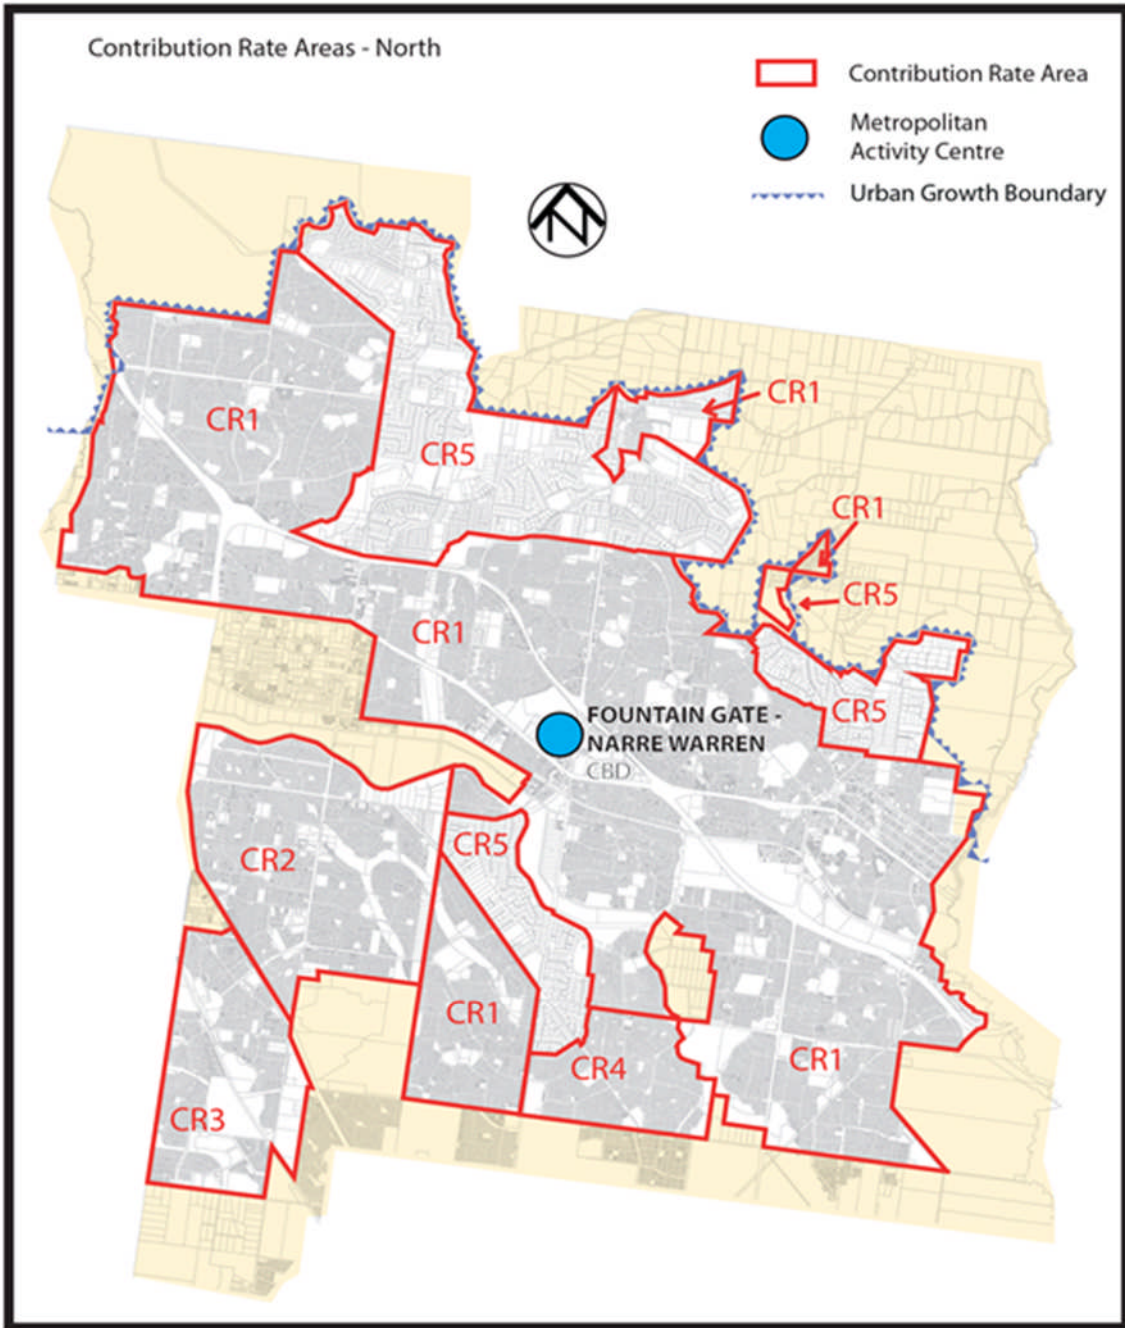 Contribution Rate Areas - North
Contribution Rate Area
Metropolitan
Activity Centre
Urban Growth Boundary
N
CR1
CR1
CR5
CR1
CR5
CR1
CR5
FOUNTAIN GATE -
NARRE WARREN
CBD
CR5
CR2
CR1
CR4
CR1
CR3